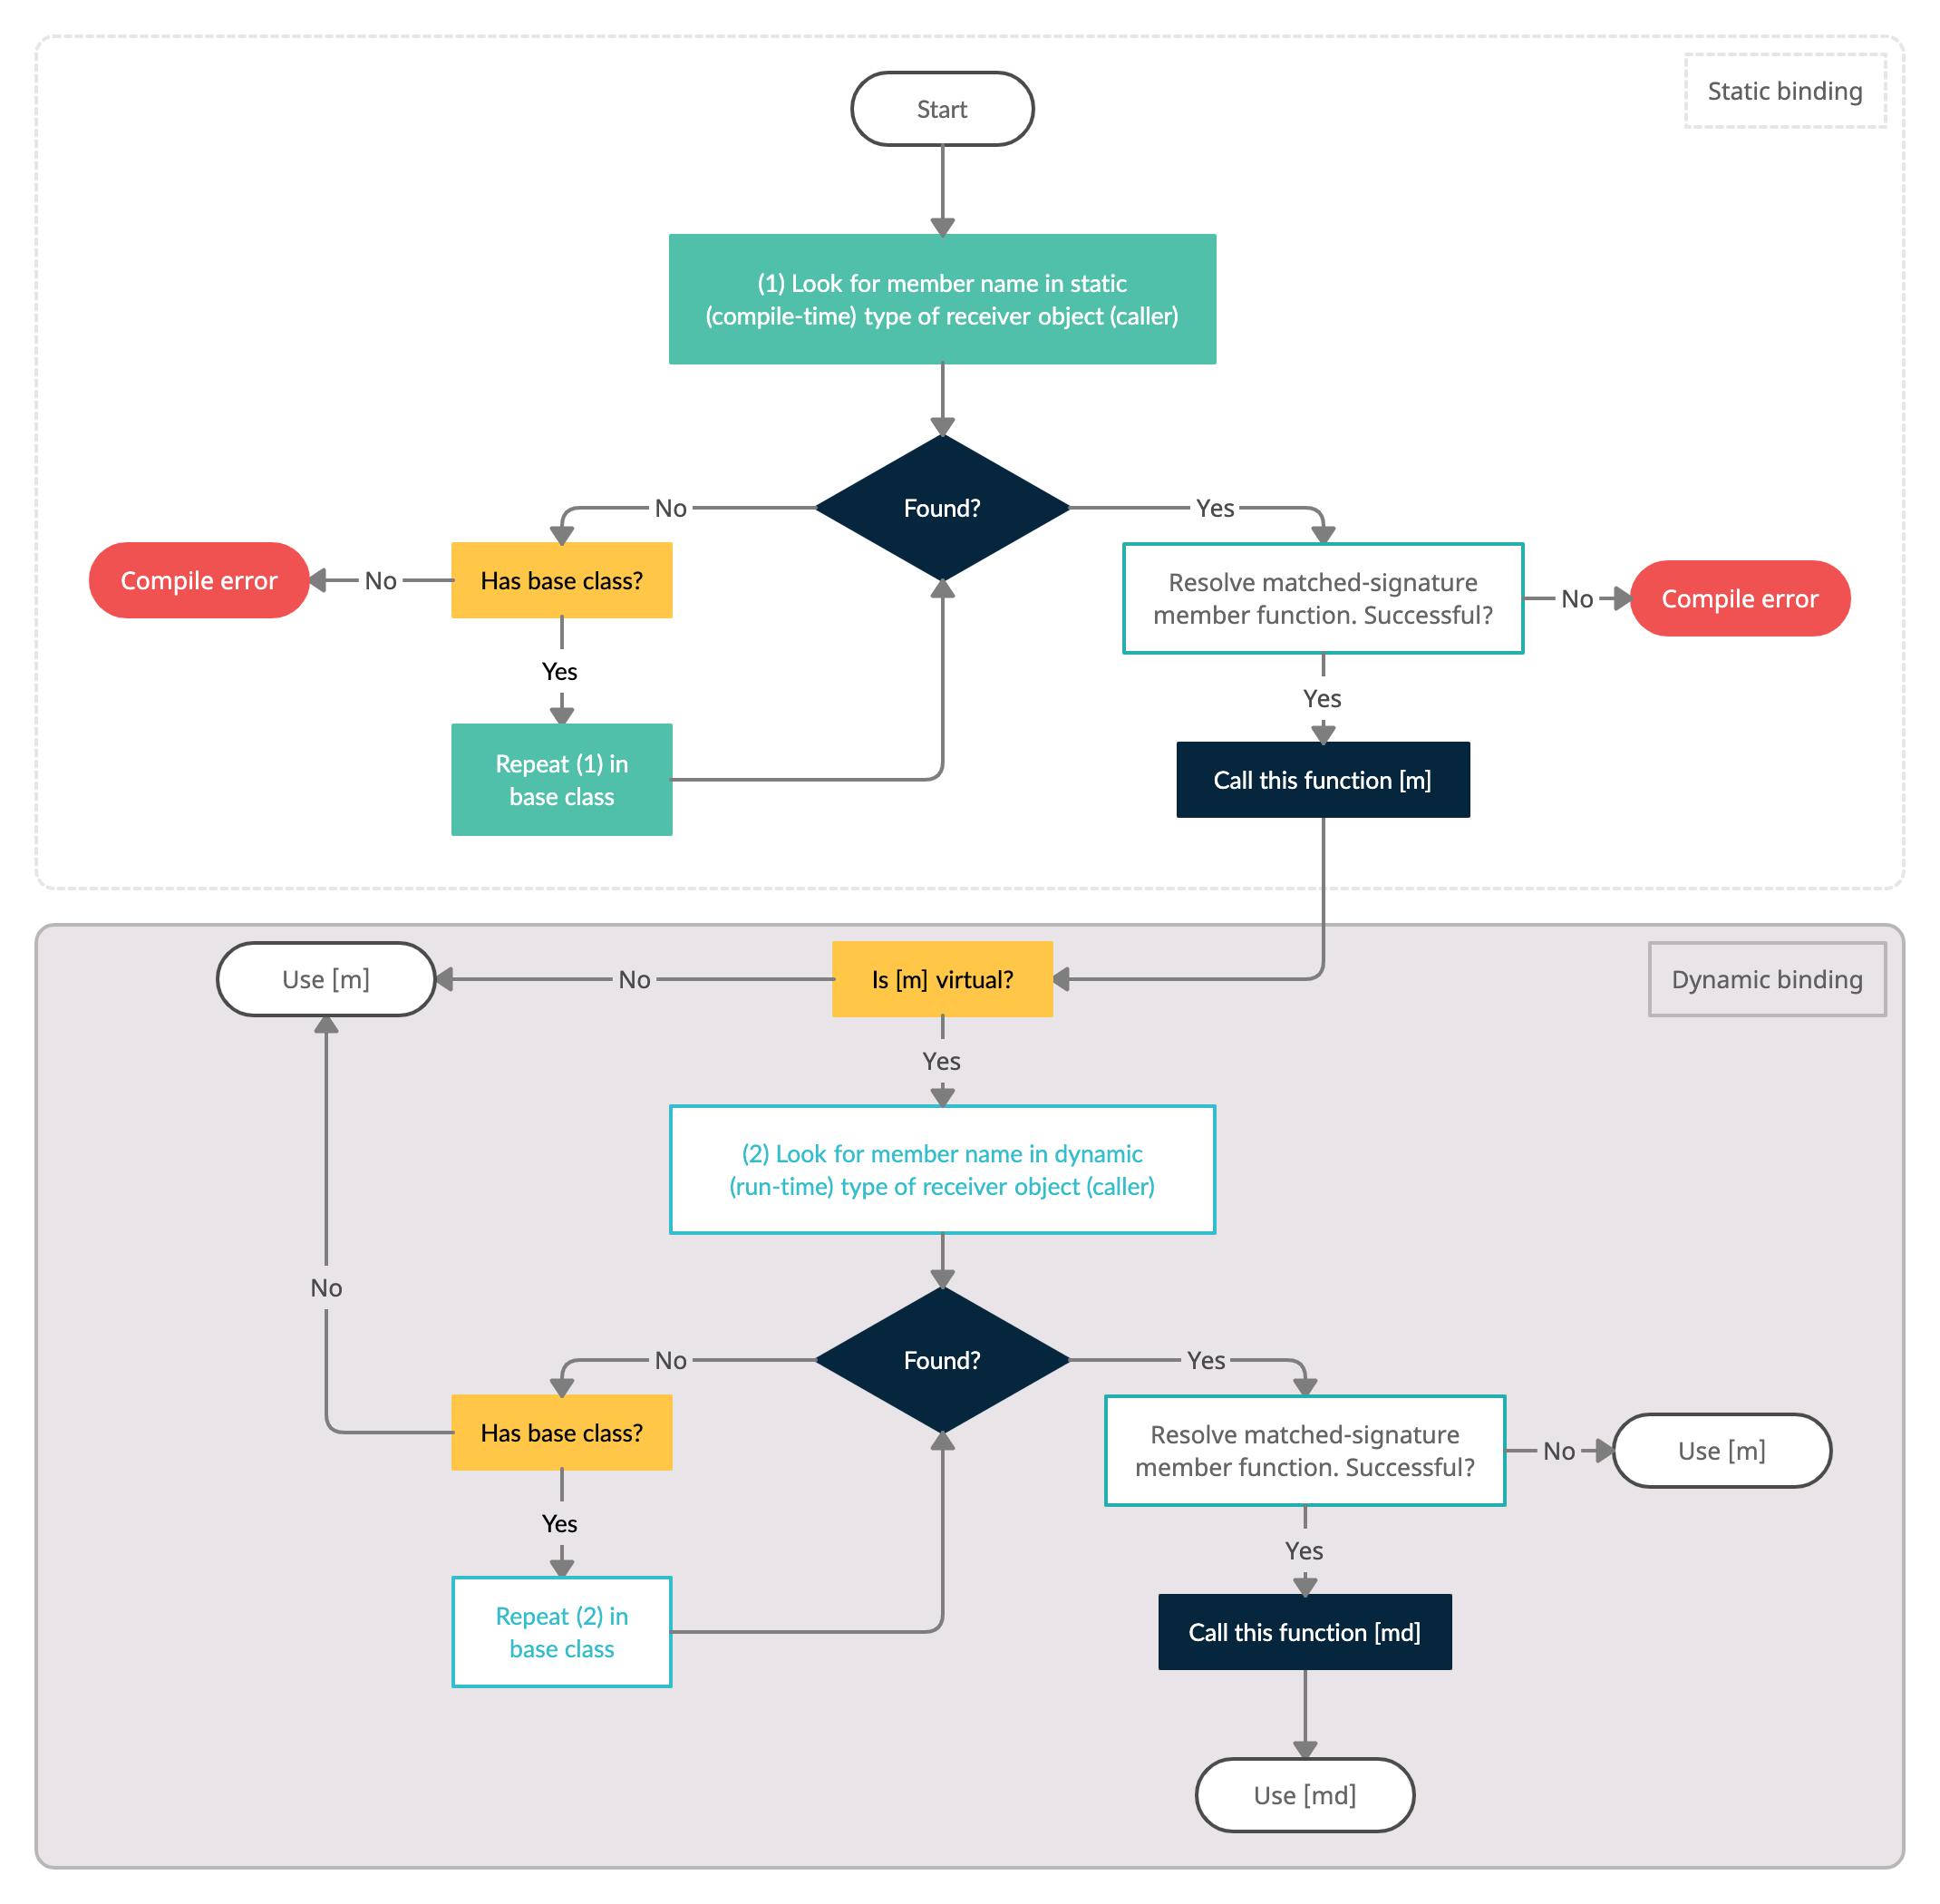 Static binding
Start
(1) Look for member name in static
(compile-time) type of receiver object (caller)
Found?
No
Yes
Compile error
No
Has base class?
Resolve matched-signature
member function. Successful?
No
Compile error
Yes
Yes
Repeat (1) in
base class
Call this function [m]
Use [m]
No
Is [m] virtual?
Dynamic binding
Yes
(2) Look for member name in dynamic
(run-time) type of receiver object (caller)
No
Found?
No
Yes
Has base class?
Resolve matched-signature
member function. Successful?
No
Use [m]
Yes
Yes
Repeat (2) in
base class
Call this function [md]
Use [md]